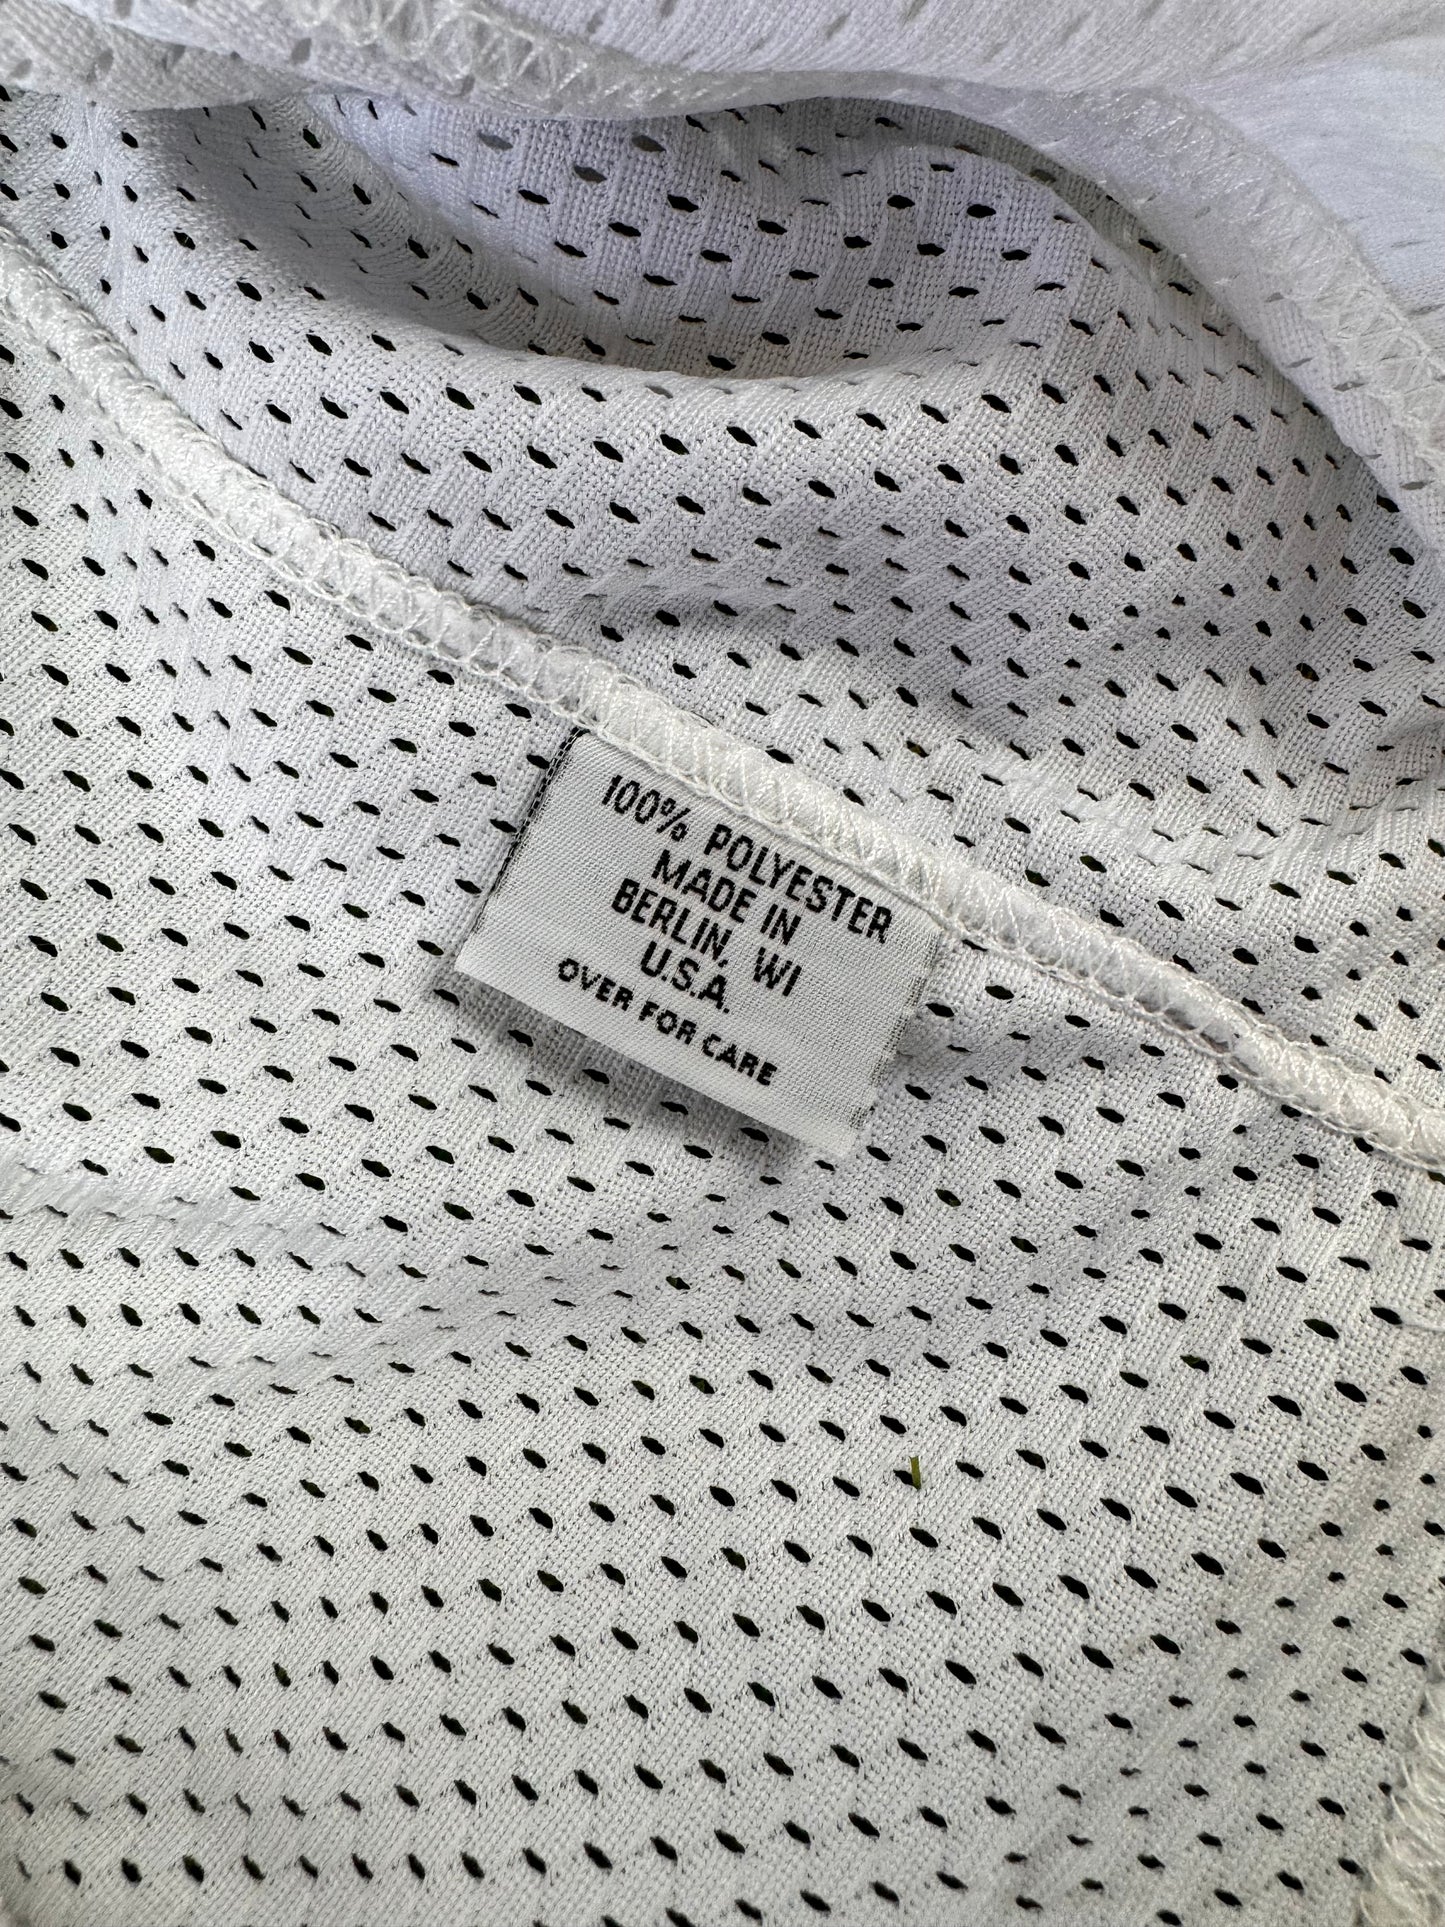 100% POLYESTER
MADE IN
BERLIN, WI
U.S.A.
OVER FOR CARE